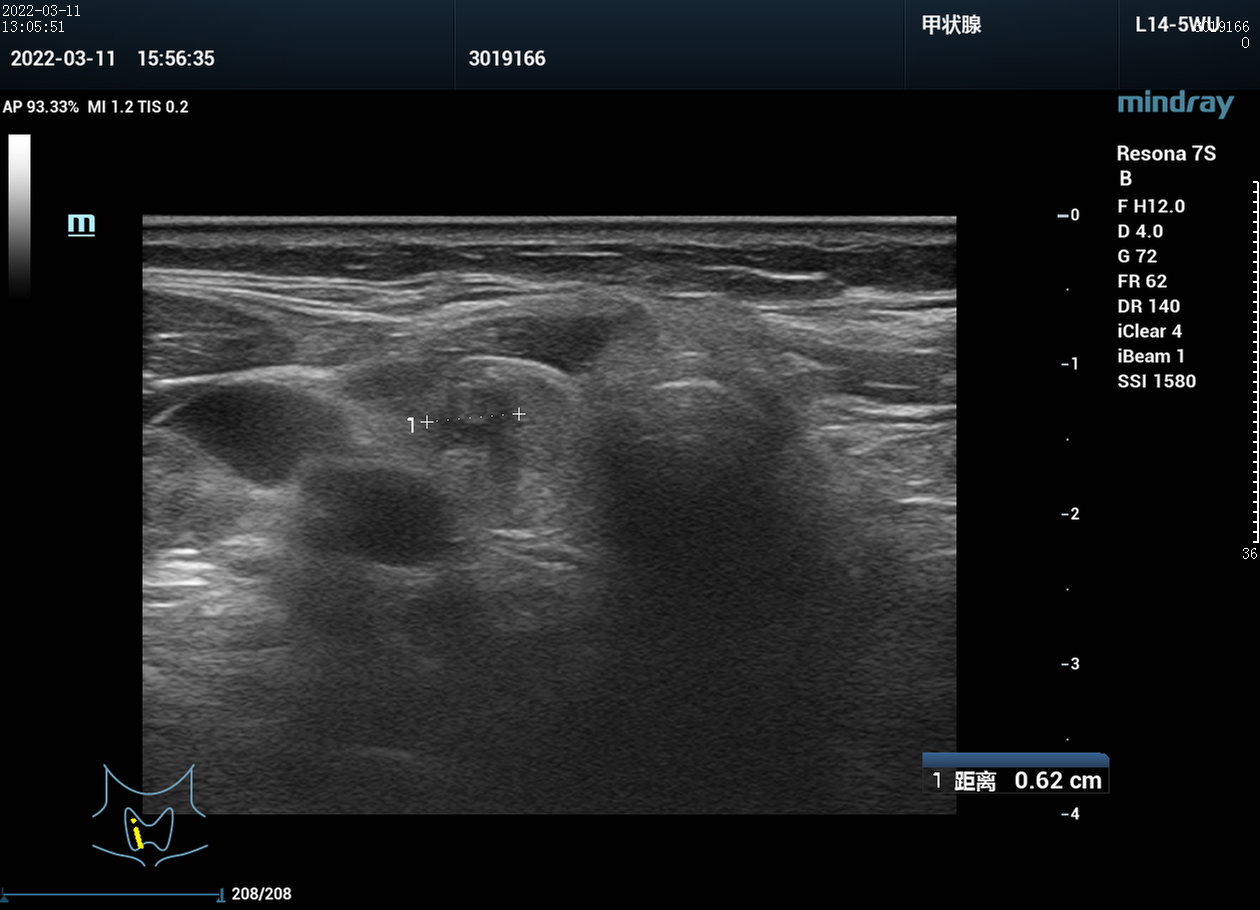 2022-03-11
13:05:51
2022-03-11 15:56:35
3019166
甲状腺
L14-5WU
3019166
0
AP 93.33% MI 1.2 TIS 0.2
mindray
Resona 7S
B
F H12.0
D 4.0
G 72
FR 62
DR 140
iClear 4
iBeam 1
SSI 1580
m
0
-1
1
-2
36
-3
1 距离 0.62 cm
-4
208/208